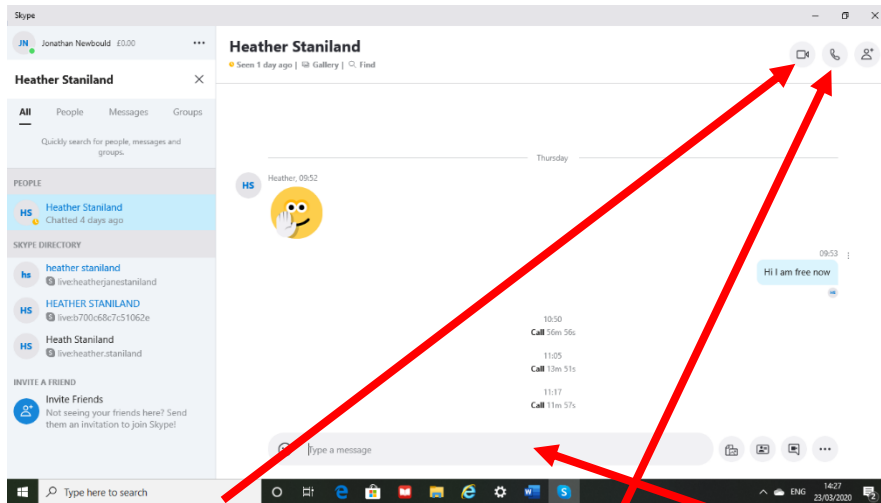 Skype
JN Jonathan Newbould £0.00
Heather Staniland
All People Messages Groups
Quickly search for people, messages and
groups.
PEOPLE
HS Heather Staniland
Chatted 4 days ago
SKYPE DIRECTORY
hs heather staniland
live:heatherjanestaniland
HS HEATHER STANILAND
live:b700c68c7c51062e
HS Heath Staniland
live:heather.staniland
INVITE A FRIEND
Invite Friends
Not seeing your friends here? Send
them an invitation to join Skype!
Heather Staniland
Seen 1 day ago | Gallery | Find
Thursday
Heather, 09:52
HS
09:53
Hi I am free now
10:50
Call 56m 56s
11:05
Call 13m 51s
11:17
Call 11m 57s
Type a message
Type here to search
ENG
14:27
23/03/2020